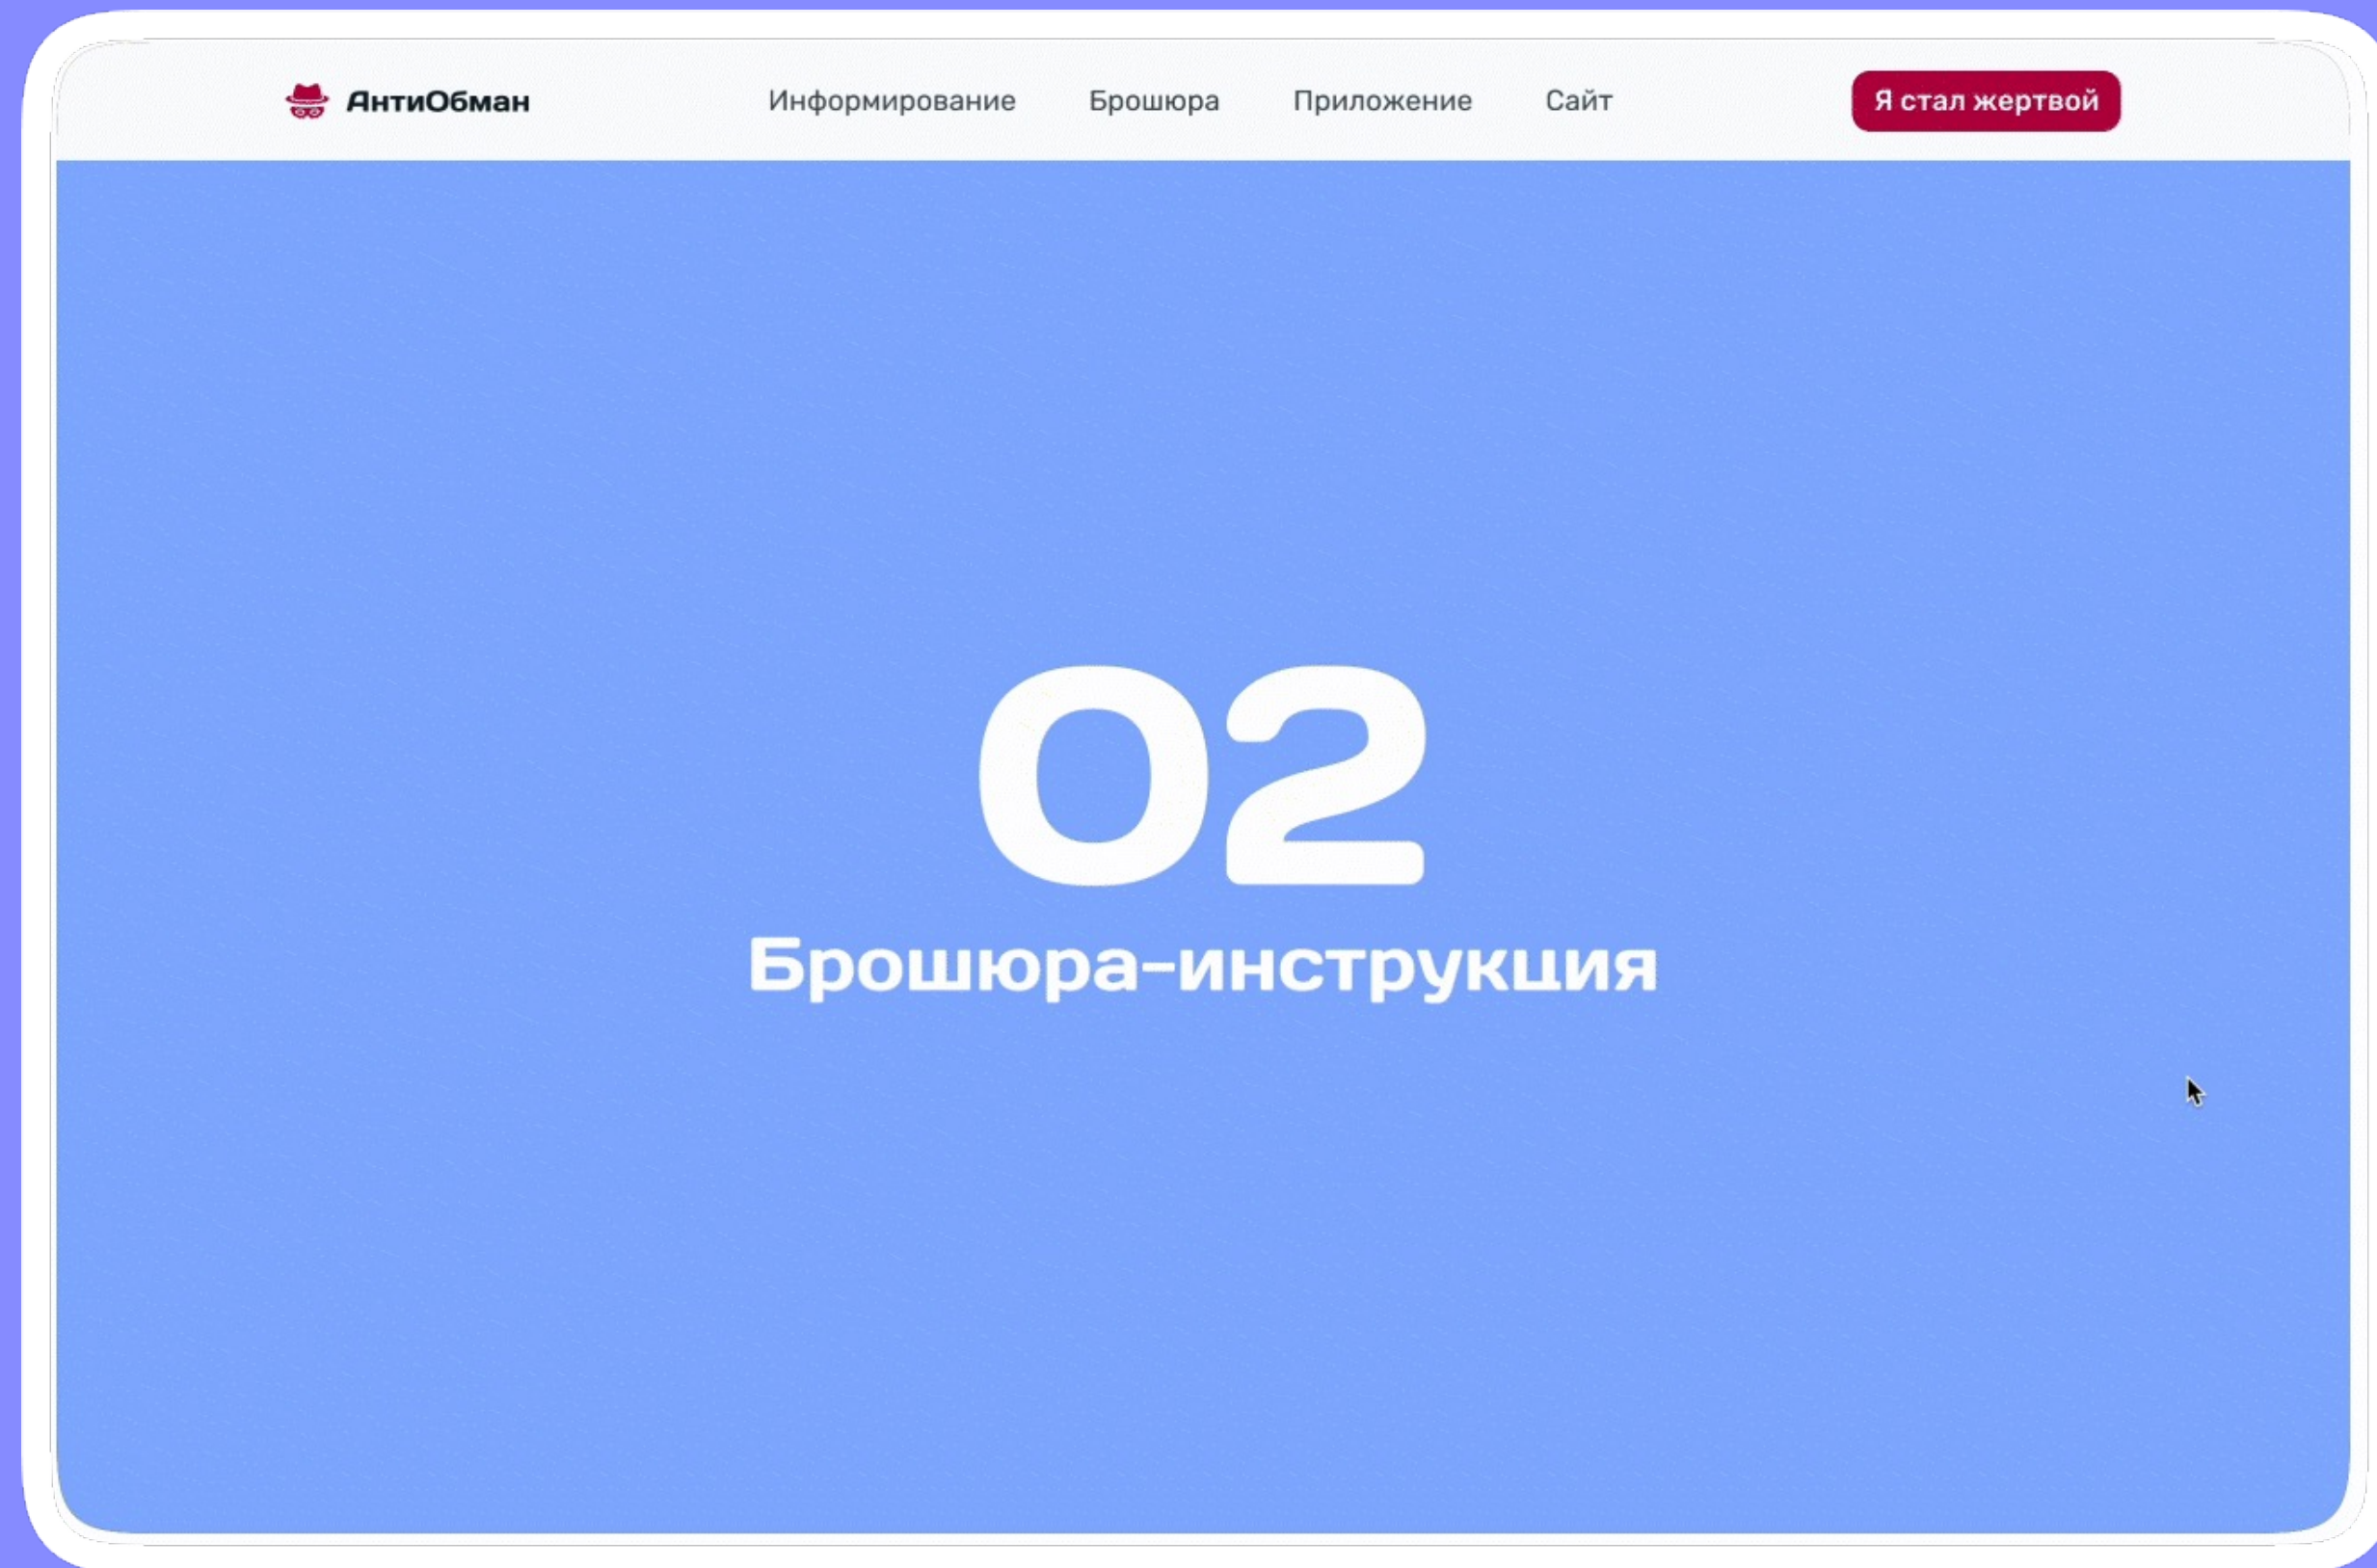 АнтиОбман
Информирование Брошюра Приложение Сайт
Я стал жертвой
02
Брошюра-инструкция